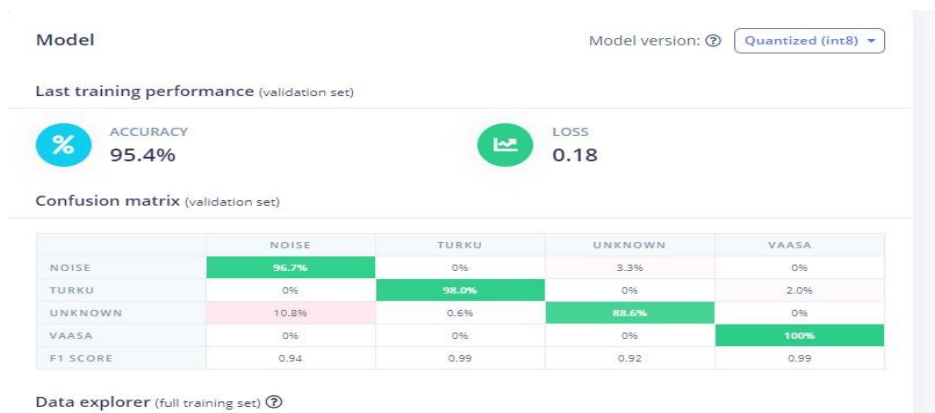 Model Model version: Quantized (int8)
Last training performance (validation set)
% ACCURACY LOSS
95.4% 0.18
Confusion matrix (validation set)
NOISE TURKU UNKNOWN VAASA
NOISE 96.7% 0% 3.3% 0%
TURKU 0% 98.0% 0% 2.0%
UNKNOWN 10.8% 0.6% 88.6% 0%
VAASA 0% 0% 0% 100%
F1 SCORE 0.94 0.99 0.92 0.99
Data explorer (full training set)